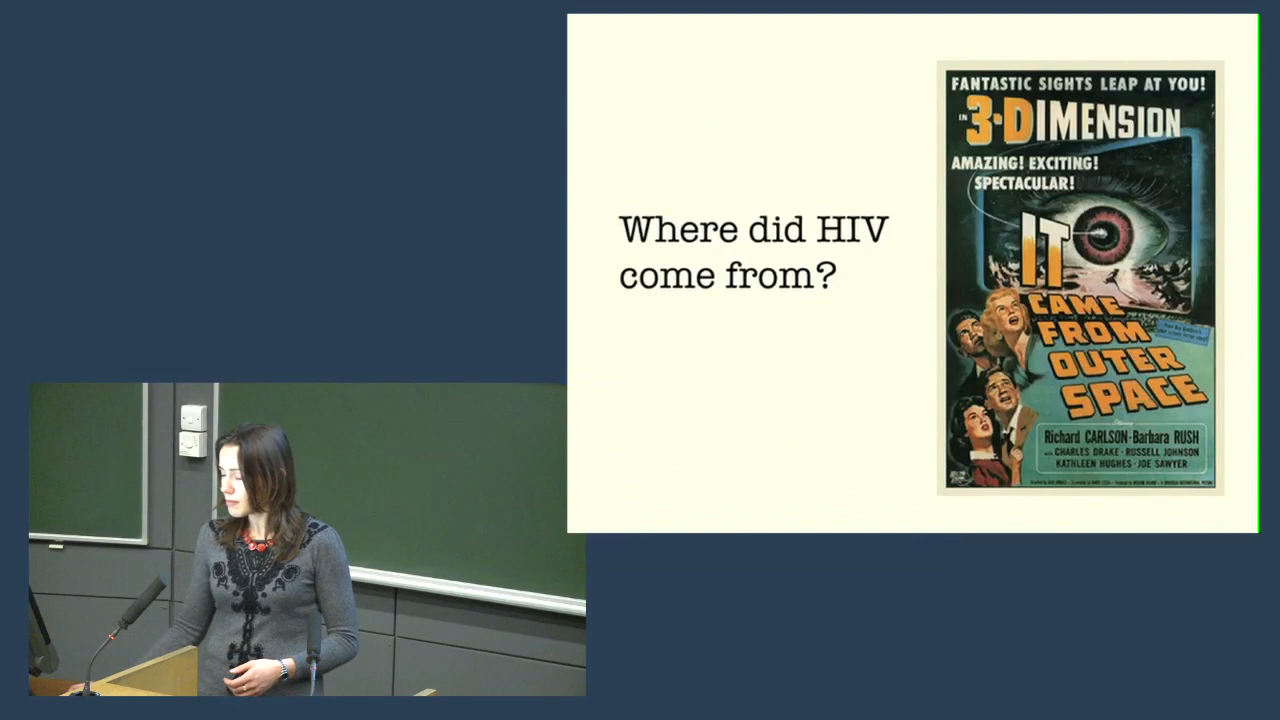 Where did HIV
come from?
FANTASTIC SIGHTS LEAP AT YOU!
IN 3-DIMENSION
AMAZING! EXCITING!
SPECTACULAR!
IT
CAME
FROM
OUTER
SPACE
Richard CARLSON · Barbara RUSH
with CHARLES DRAKE · RUSSELL JOHNSON
KATHLEEN HUGHES · JOE SAWYER